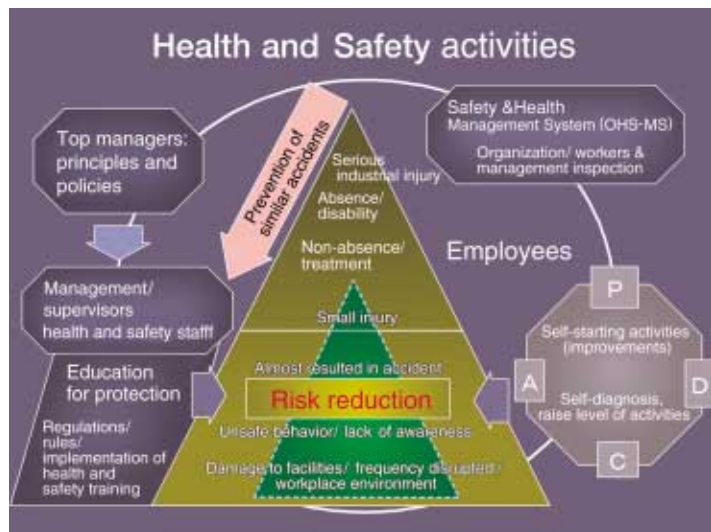 Health and Safety activities
Top managers:
principles and
policies
Management/
supervisors
health and safety stafff
Education
for protection
Regulations/
rules/
implementation of
health and
safety training
Prevention of
similar accidents
Serious
industrial injury
Absence/
disability
Non-absence/
treatment
Small injury
Almost resulted in accident
Risk reduction
Unsafe behavior/ lack of awareness
Damage to facilities/ frequency disrupted/
workplace environment
Safety &Health
Management System (OHS-MS)
Organization/ workers &
management inspection
Employees
P
Self-starting activities
(improvements)
A
D
Self-diagnosis,
raise level of activities
C